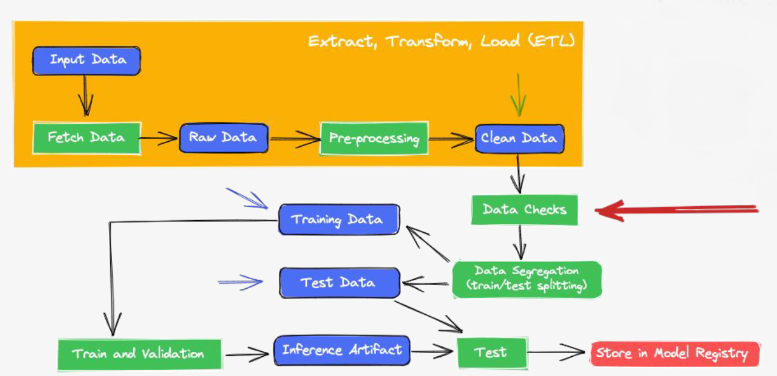 Extract, Transform, Load (ETL)
Input Data
Fetch Data
Raw Data
Pre-processing
Clean Data
Data Checks
Training Data
Data Segregation
(train/test splitting)
Test Data
Train and Validation
Inference Artifact
Test
Store in Model Registry